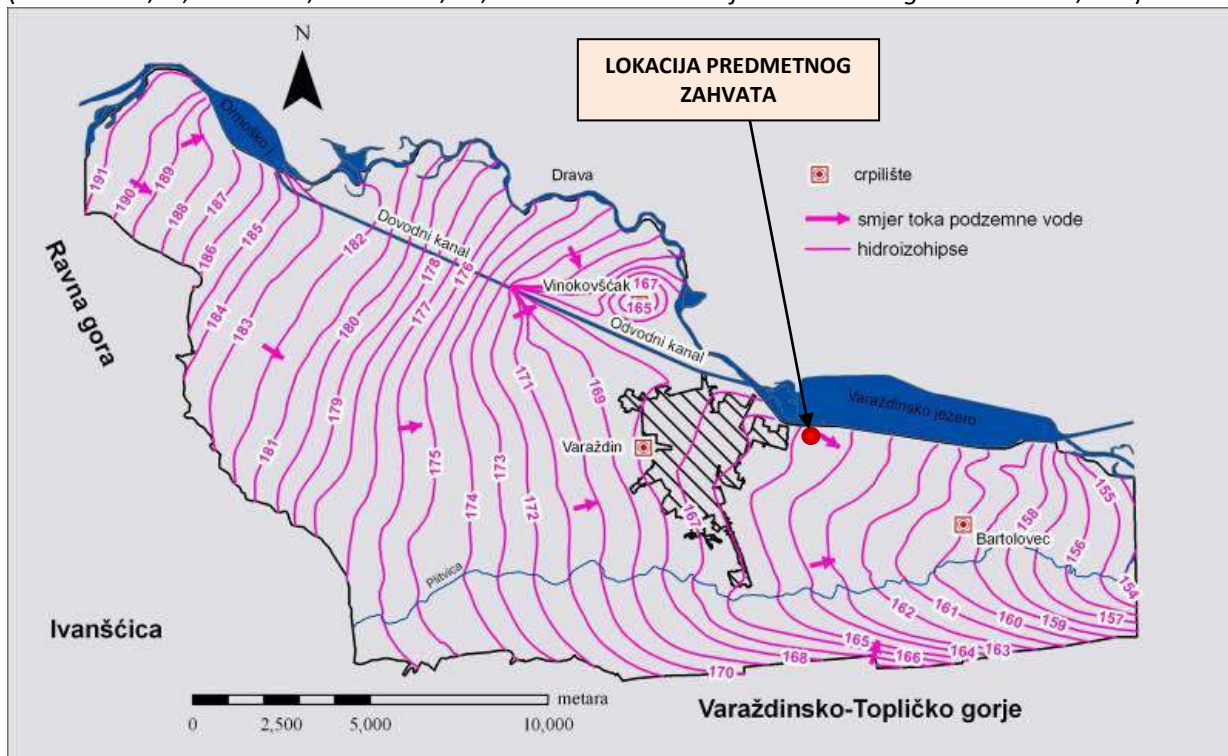 N
LOKACIJA PREDMETNOG
ZAHVATA
crpilište
smjer toka podzemne vode
hidroizohipse
Ormoško j.
Drava
Dovodni kanal
Vinokovščak
Odvodni kanal
Varaždinsko jezero
Varaždin
Bartolovec
Plitvica
Ravna gora
Ivanšćica
Varaždinsko-Topličko gorje
191
190
189
188
187
186
185
184
183
182
181
180
179
178
177
176
175
174
173
172
171
169
167
165
167
170
168
166
165
164
163
162
161
160
159
158
157
156
155
154
metara
0
2,500
5,000
10,000